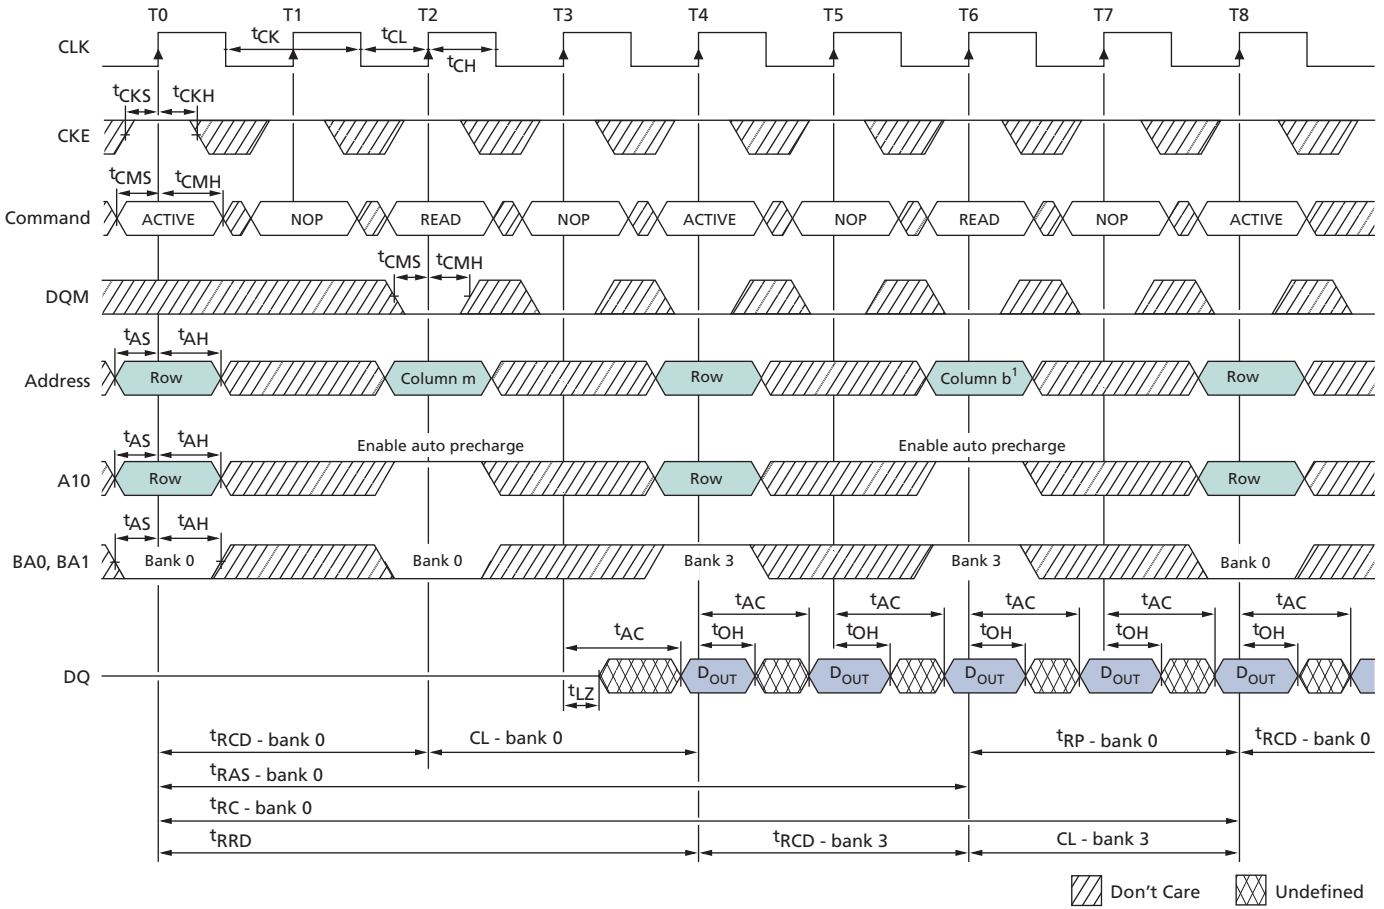 T0 T1 T2 T3 T4 T5 T6 T7 T8
CLK
tCK tCL
tCH
tCKS tCKH
CKE
tCMS tCMH
Command ACTIVE NOP READ NOP ACTIVE NOP READ NOP ACTIVE
tCMS tCMH
DQM
tAS tAH
Address Row Column m Row Column b1 Row
tAS tAH Enable auto precharge Enable auto precharge
A10 Row Row Row
tAS tAH
BA0, BA1 Bank 0 Bank 0 Bank 3 Bank 3 Bank 0
tAC tAC tAC tAC tAC
tAC tOH tOH tOH tOH tOH
DQ DOUT DOUT DOUT DOUT DOUT
tLZ
tRCD - bank 0 CL - bank 0 tRP - bank 0 tRCD - bank 0
tRAS - bank 0
tRC - bank 0
tRRD tRCD - bank 3 CL - bank 3
Don't Care Undefined